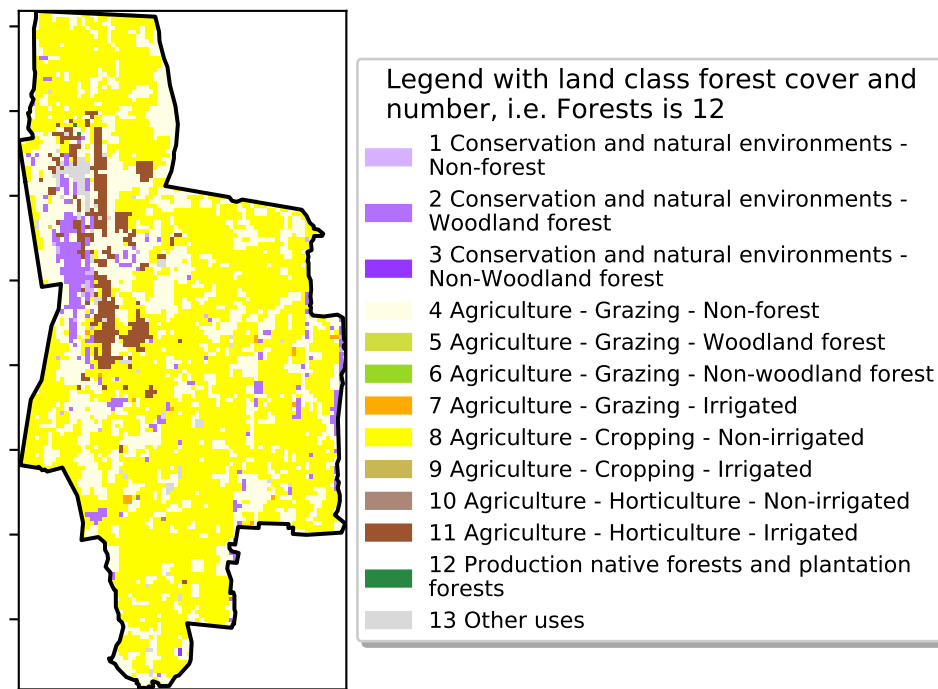 Legend with land class forest cover and
number, i.e. Forests is 12
1 Conservation and natural environments -
Non-forest
2 Conservation and natural environments -
Woodland forest
3 Conservation and natural environments -
Non-Woodland forest
4 Agriculture - Grazing - Non-forest
5 Agriculture - Grazing - Woodland forest
6 Agriculture - Grazing - Non-woodland forest
7 Agriculture - Grazing - Irrigated
8 Agriculture - Cropping - Non-irrigated
9 Agriculture - Cropping - Irrigated
10 Agriculture - Horticulture - Non-irrigated
11 Agriculture - Horticulture - Irrigated
12 Production native forests and plantation
forests
13 Other uses